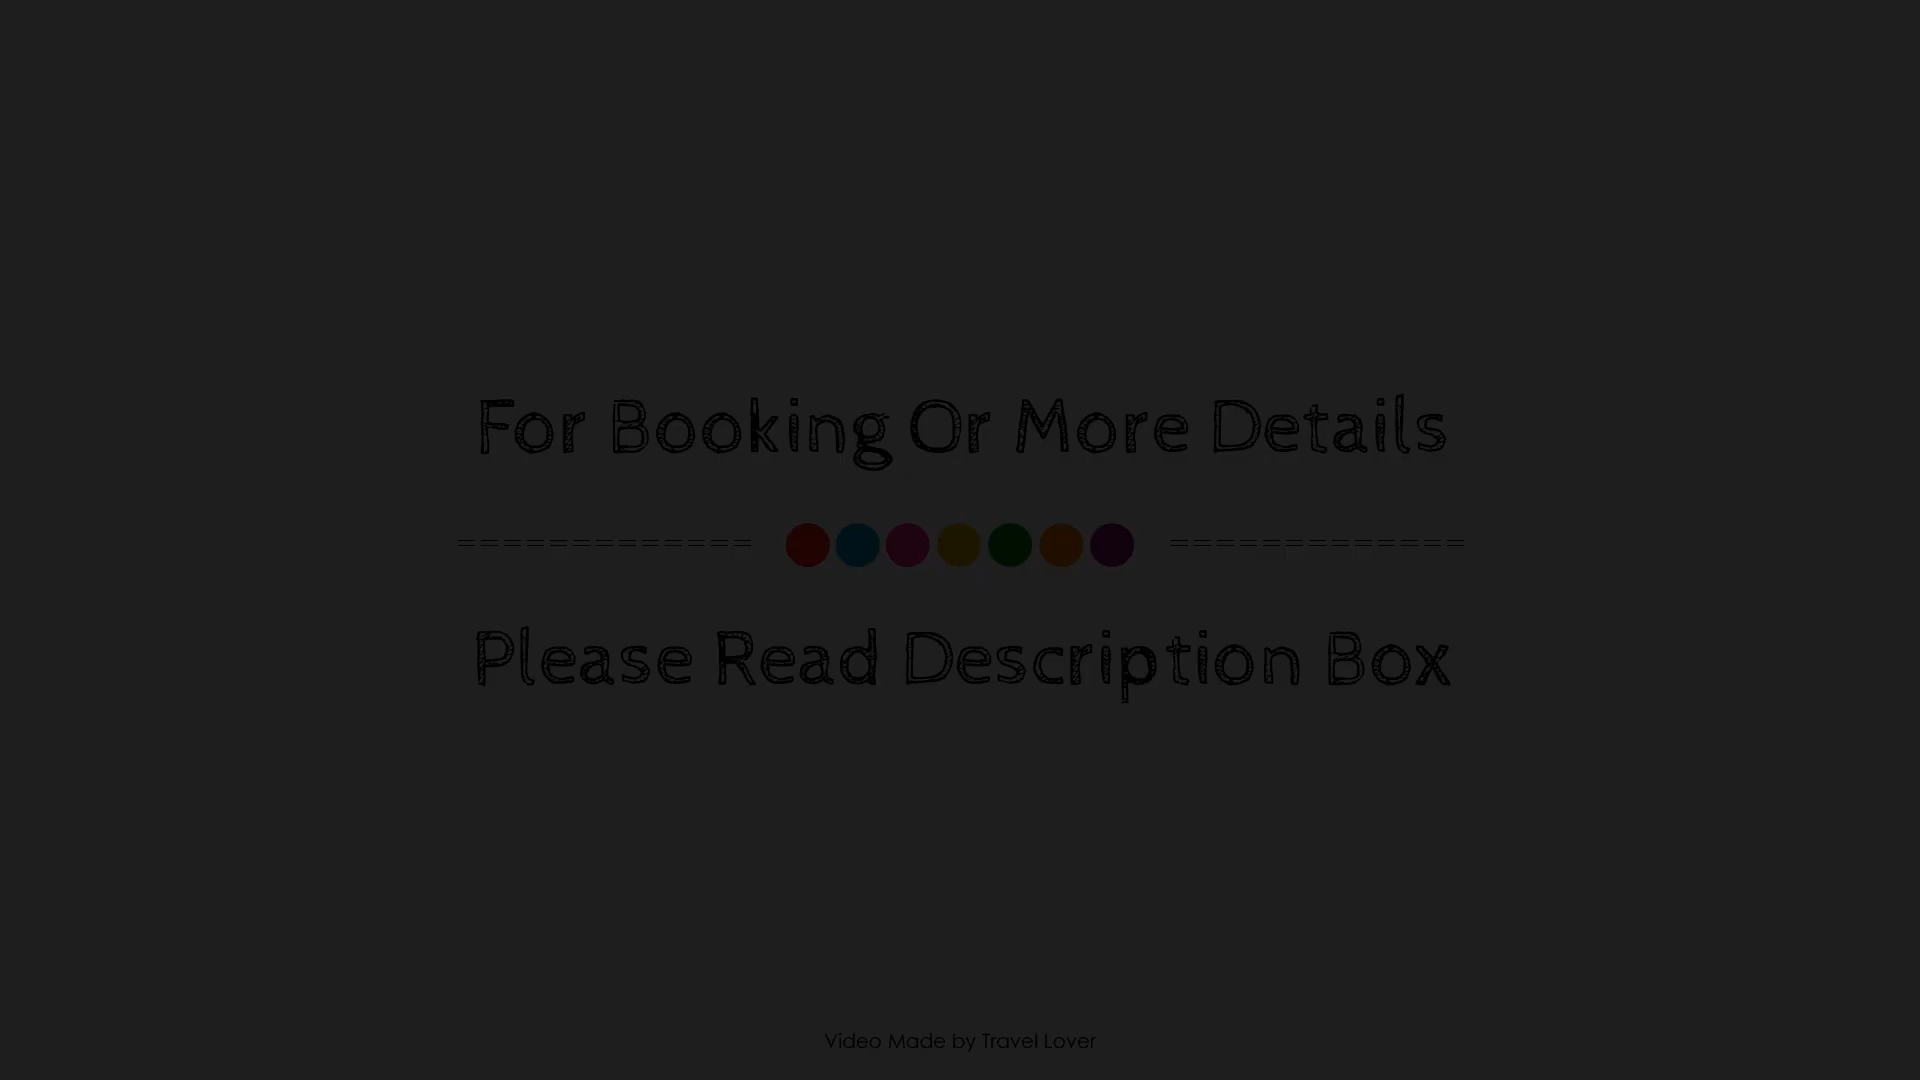 For Booking Or More Details
============= =============
Please Read Description Box
Video Made by Travel Lover